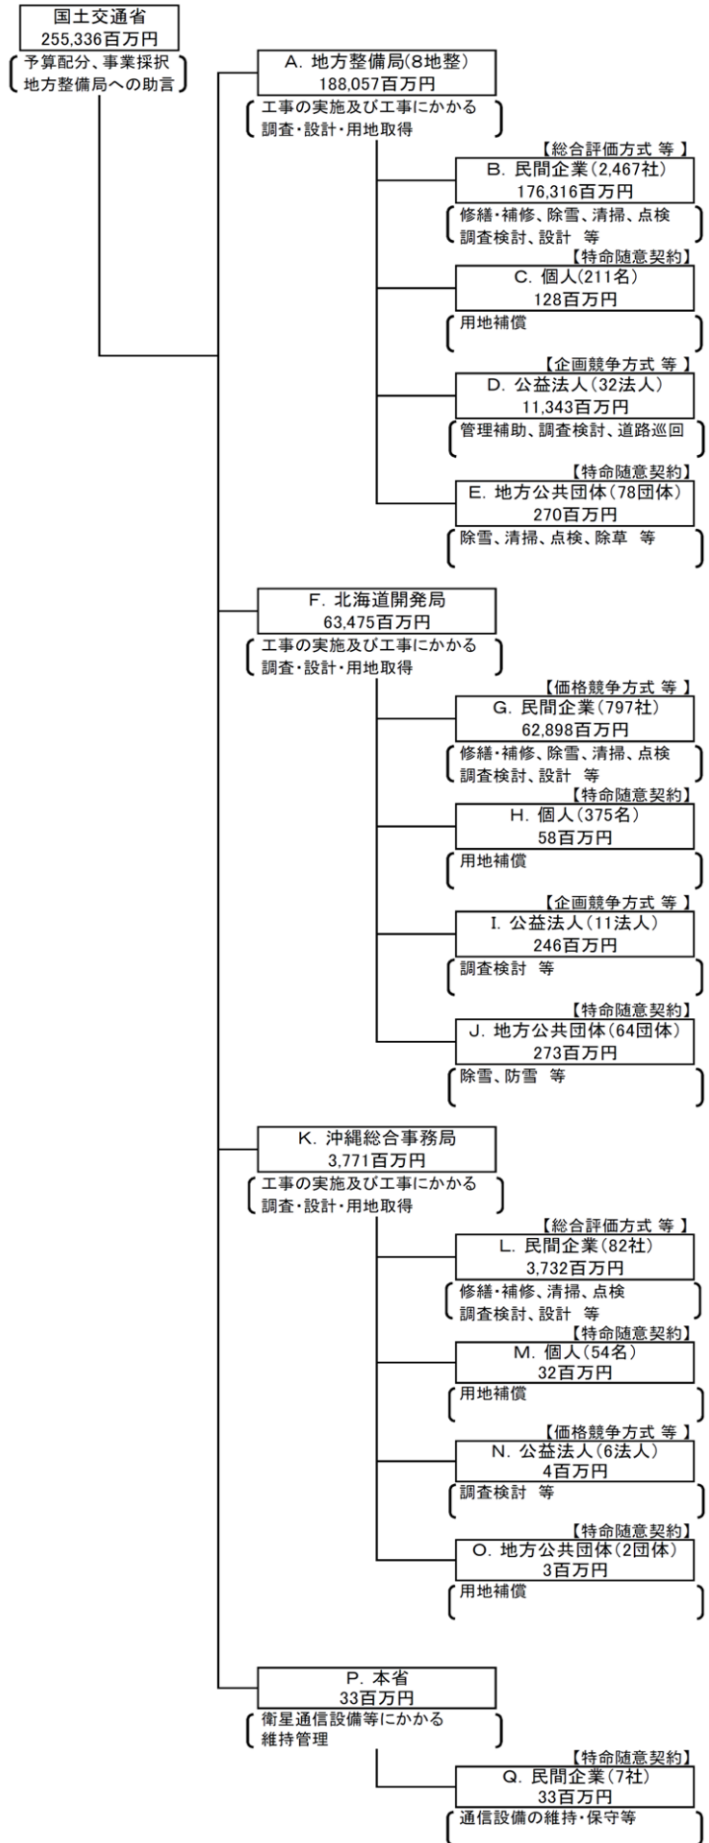 国土交通省
255,336百万円
予算配分、事業採択
地方整備局への助言
A. 地方整備局(8地整)
188,057百万円
工事の実施及び工事にかかる
調査・設計・用地取得
【総合評価方式 等 】
B. 民間企業(2,467社)
176,316百万円
修繕・補修、除雪、清掃、点検
調査検討、設計 等
【特命随意契約】
C. 個人(211名)
128百万円
用地補償
【企画競争方式 等 】
D. 公益法人(32法人)
11,343百万円
管理補助、調査検討、道路巡回
【特命随意契約】
E. 地方公共団体(78団体)
270百万円
除雪、清掃、点検、除草 等
F. 北海道開発局
63,475百万円
工事の実施及び工事にかかる
調査・設計・用地取得
【価格競争方式 等 】
G. 民間企業(797社)
62,898百万円
修繕・補修、除雪、清掃、点検
調査検討、設計 等
【特命随意契約】
H. 個人(375名)
58百万円
用地補償
【企画競争方式 等 】
I. 公益法人(11法人)
246百万円
調査検討 等
【特命随意契約】
J. 地方公共団体(64団体)
273百万円
除雪、防雪 等
K. 沖縄総合事務局
3,771百万円
工事の実施及び工事にかかる
調査・設計・用地取得
【総合評価方式 等 】
L. 民間企業(82社)
3,732百万円
修繕・補修、清掃、点検
調査検討、設計 等
【特命随意契約】
M. 個人(54名)
32百万円
用地補償
【価格競争方式 等 】
N. 公益法人(6法人)
4百万円
調査検討 等
【特命随意契約】
O. 地方公共団体(2団体)
3百万円
用地補償
P. 本省
33百万円
衛星通信設備等にかかる
維持管理
【特命随意契約】
Q. 民間企業(7社)
33百万円
通信設備の維持・保守等